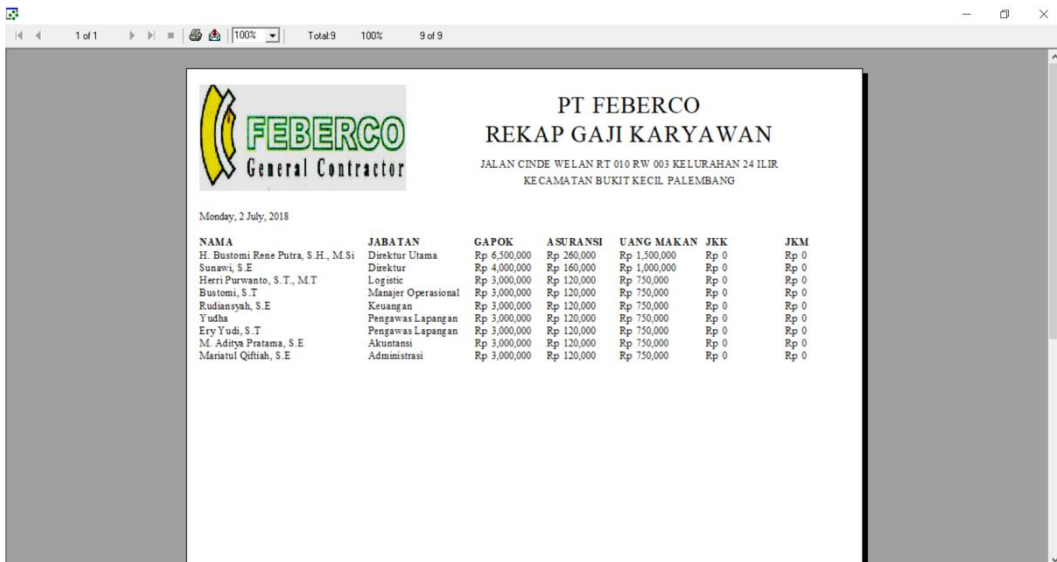 1 of 1 100% Total:9 100% 9 of 9
FEBERCO
General Contractor
PT FEBERCO
REKAP GAJI KARYAWAN
JALAN CINDE WELAN RT 010 RW 003 KELURAHAN 24 ILIR
KECAMATAN BUKIT KECIL PALEMBANG
Monday, 2 July, 2018
NAMA JABATAN GAPOK ASURANSI UANG MAKAN JKK JKM
H. Bustomi Rene Putra, S.H., M.Si Direktur Utama Rp 6,500,000 Rp 260,000 Rp 1,500,000 Rp 0 Rp 0
Sunawi, S.E Direktur Rp 4,000,000 Rp 160,000 Rp 1,000,000 Rp 0 Rp 0
Herri Purwanto, S.T., M.T Logistic Rp 3,000,000 Rp 120,000 Rp 750,000 Rp 0 Rp 0
Bustomi, S.T Manajer Operasional Rp 3,000,000 Rp 120,000 Rp 750,000 Rp 0 Rp 0
Rudiansyah, S.E Keuangan Rp 3,000,000 Rp 120,000 Rp 750,000 Rp 0 Rp 0
Yudha Pengawas Lapangan Rp 3,000,000 Rp 120,000 Rp 750,000 Rp 0 Rp 0
Ery Yudi, S.T Pengawas Lapangan Rp 3,000,000 Rp 120,000 Rp 750,000 Rp 0 Rp 0
M. Aditya Pratama, S.E Akuntansi Rp 3,000,000 Rp 120,000 Rp 750,000 Rp 0 Rp 0
Mariatul Qiftiah, S.E Administrasi Rp 3,000,000 Rp 120,000 Rp 750,000 Rp 0 Rp 0